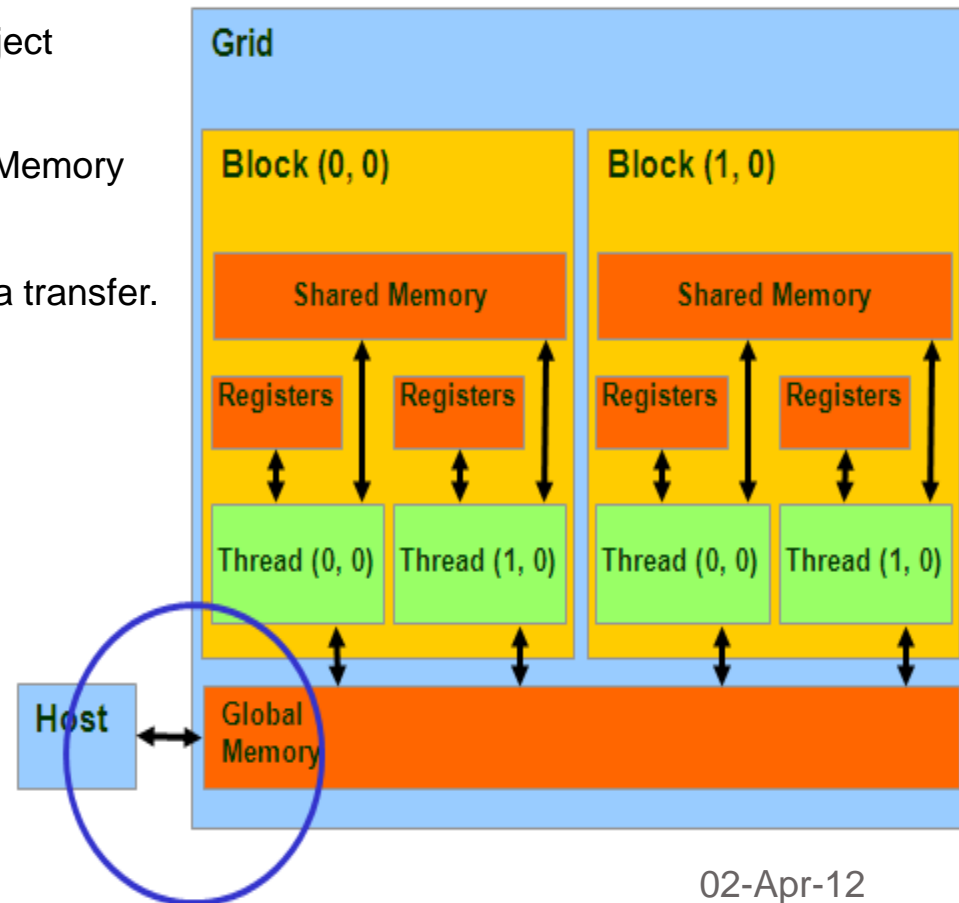 ject
Memory
a transfer.
Grid
Block (0, 0)
Block (1, 0)
Shared Memory
Shared Memory
Registers
Registers
Registers
Registers
Thread (0, 0)
Thread (1, 0)
Thread (0, 0)
Thread (1, 0)
Host
Global
Memory
02-Apr-12